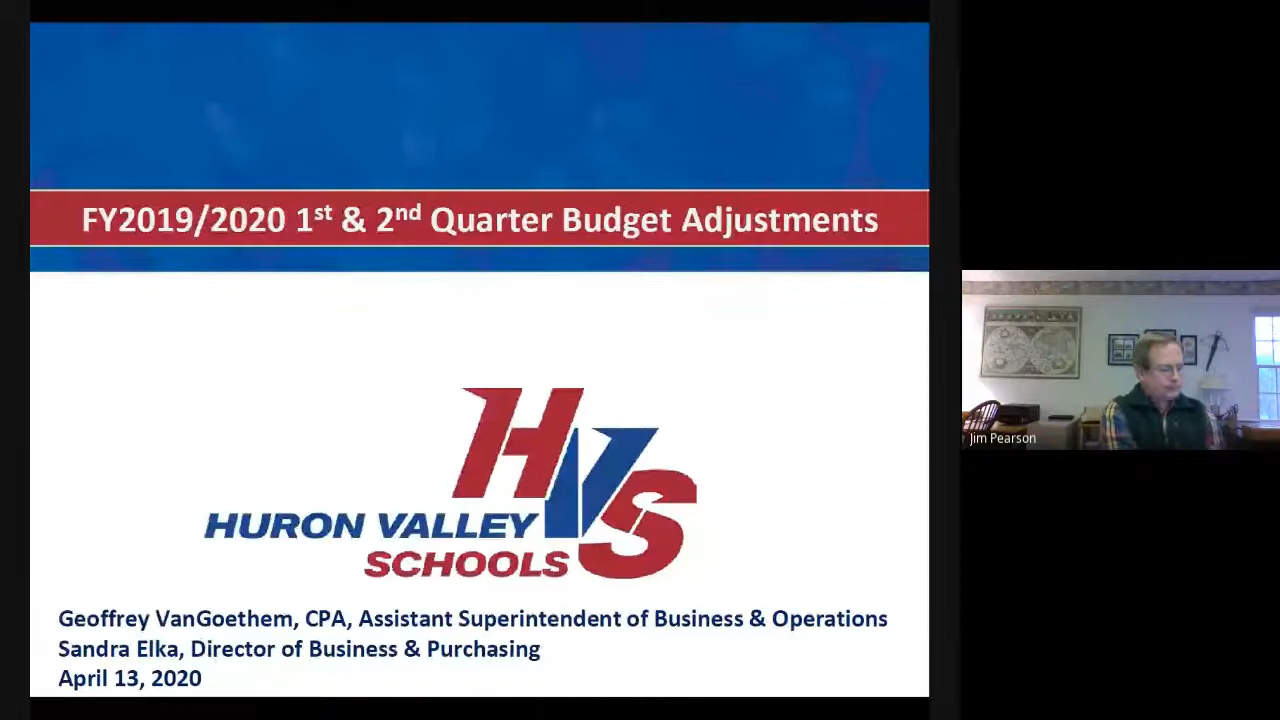 FY2019/2020 1st & 2nd Quarter Budget Adjustments
HVS
HURON VALLEY
SCHOOLS
Geoffrey VanGoethem, CPA, Assistant Superintendent of Business & Operations
Sandra Elka, Director of Business & Purchasing
April 13, 2020
Jim Pearson